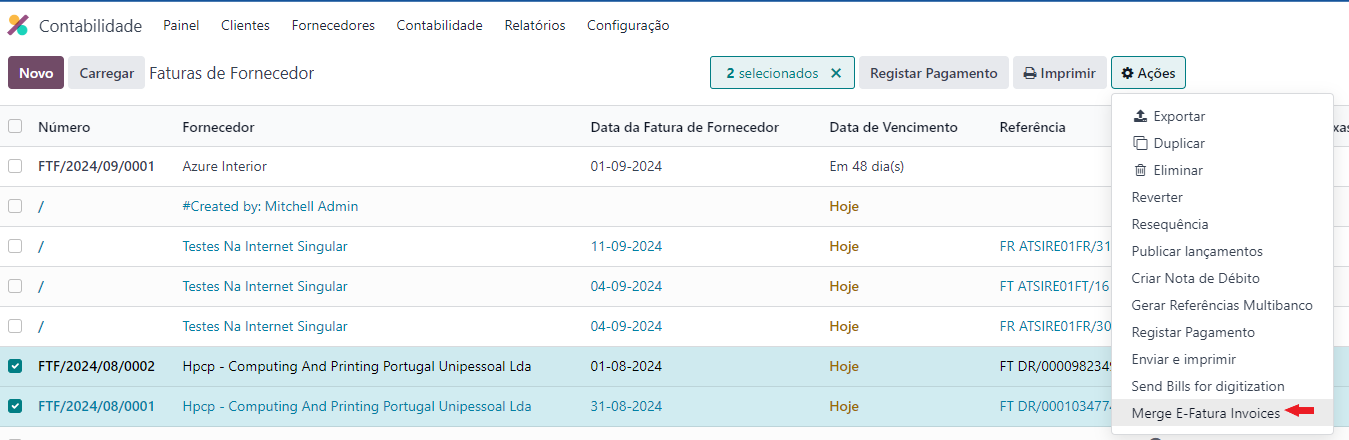 Contabilidade Painel Clientes Fornecedores Contabilidade Relatórios Configuração
Novo Carregar Faturas de Fornecedor 2 selecionados Registar Pagamento Imprimir Ações
Número Fornecedor Data da Fatura de Fornecedor Data de Vencimento Referência
FTF/2024/09/0001 Azure Interior 01-09-2024 Em 48 dia(s)
/ #Created by: Mitchell Admin Hoje
/ Testes Na Internet Singular 11-09-2024 Hoje FR ATSIRE01FR/31
/ Testes Na Internet Singular 04-09-2024 Hoje FT ATSIRE01FT/16
/ Testes Na Internet Singular 04-09-2024 Hoje FR ATSIRE01FR/30
FTF/2024/08/0002 Hpcp - Computing And Printing Portugal Unipessoal Lda 01-08-2024 Hoje FT DR/000098234
FTF/2024/08/0001 Hpcp - Computing And Printing Portugal Unipessoal Lda 31-08-2024 Hoje FT DR/0001034774
Exportar
Duplicar
Eliminar
Reverter
Resequência
Publicar lançamentos
Criar Nota de Débito
Gerar Referências Multibanco
Registar Pagamento
Enviar e imprimir
Send Bills for digitization
Merge E-Fatura Invoices